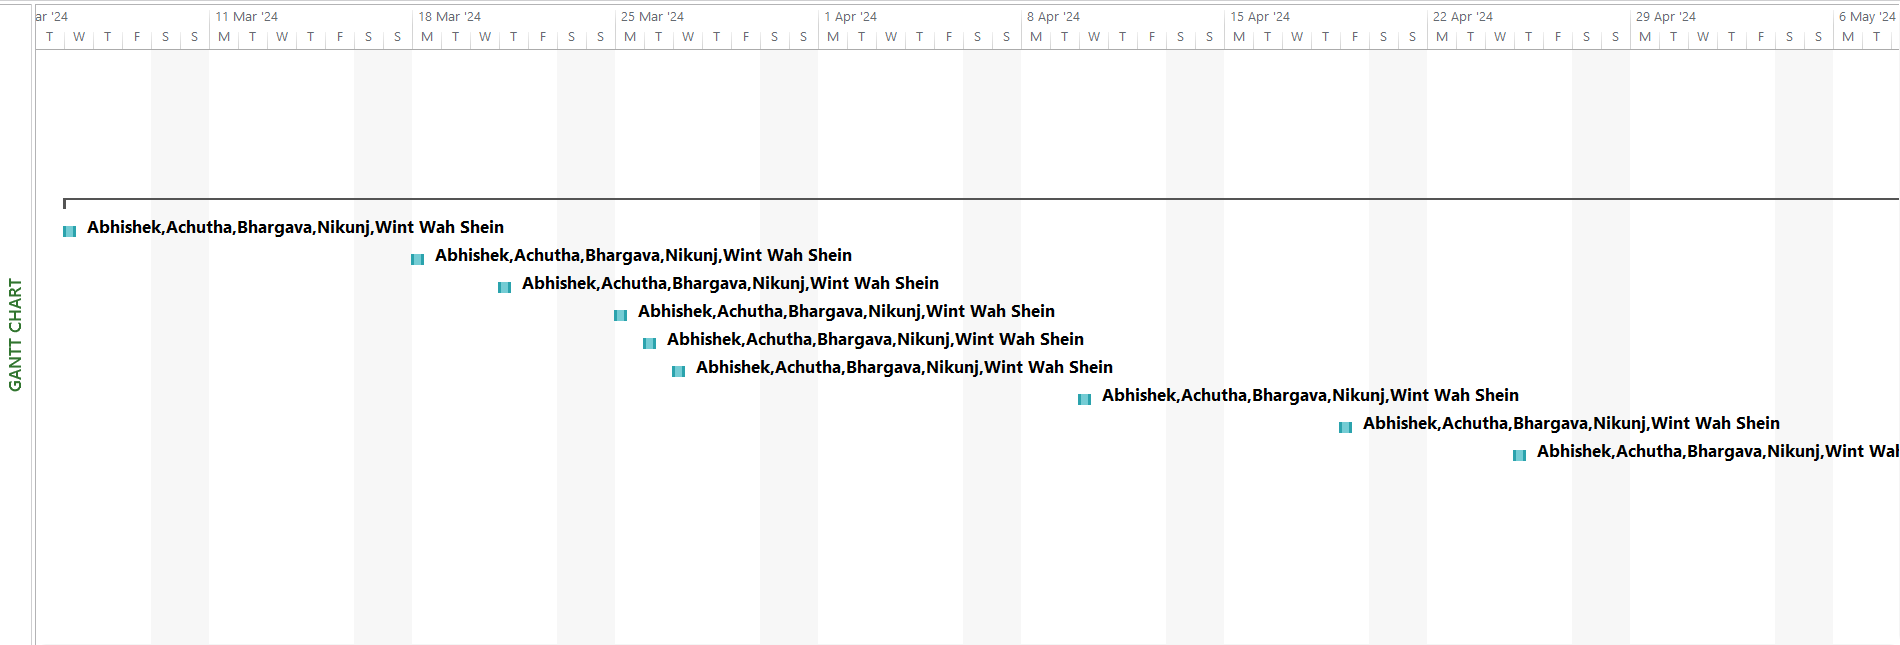 ar '24 11 Mar '24 18 Mar '24 25 Mar '24 1 Apr '24 8 Apr '24 15 Apr '24 22 Apr '24 29 Apr '24 6 May '24
T W T F S S M T W T F S S M T W T F S S M T W T F S S M T W T F S S M T W T F S S M T W T F S S M T W T F S S M T W T F S S M T
Abhishek,Achutha,Bhargava,Nikunj,Wint Wah Shein
Abhishek,Achutha,Bhargava,Nikunj,Wint Wah Shein
Abhishek,Achutha,Bhargava,Nikunj,Wint Wah Shein
Abhishek,Achutha,Bhargava,Nikunj,Wint Wah Shein
Abhishek,Achutha,Bhargava,Nikunj,Wint Wah Shein
Abhishek,Achutha,Bhargava,Nikunj,Wint Wah Shein
Abhishek,Achutha,Bhargava,Nikunj,Wint Wah Shein
Abhishek,Achutha,Bhargava,Nikunj,Wint Wah Shein
Abhishek,Achutha,Bhargava,Nikunj,Wint Wah
GANTT CHART